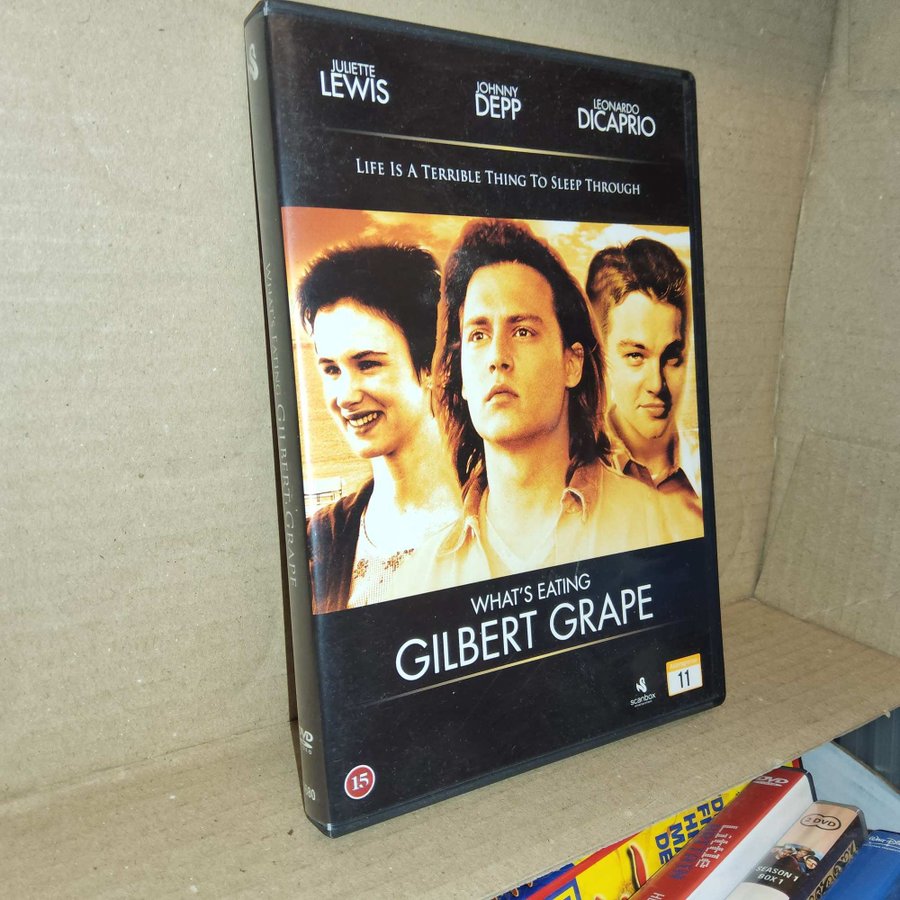 JULIETTE
LEWIS
JOHNNY
DEPP
LEONARDO
DICAPRIO
LIFE IS A TERRIBLE THING TO SLEEP THROUGH
WHAT'S EATING GILBERT GRAPE
WHAT'S EATING
GILBERT GRAPE
scanbox
11
15
DVD
DVD
Little
2 DVD
SEASON 1
BOX 1